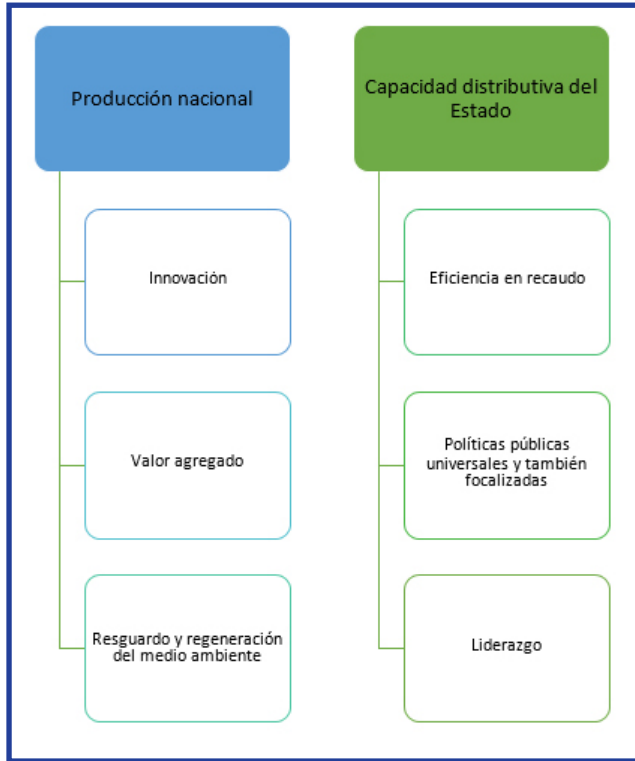 Producción nacional
Innovación
Valor agregado
Resguardo y regeneración
del medio ambiente
Capacidad distributiva del
Estado
Eficiencia en recaudo
Políticas públicas
universales y también
focalizadas
Liderazgo